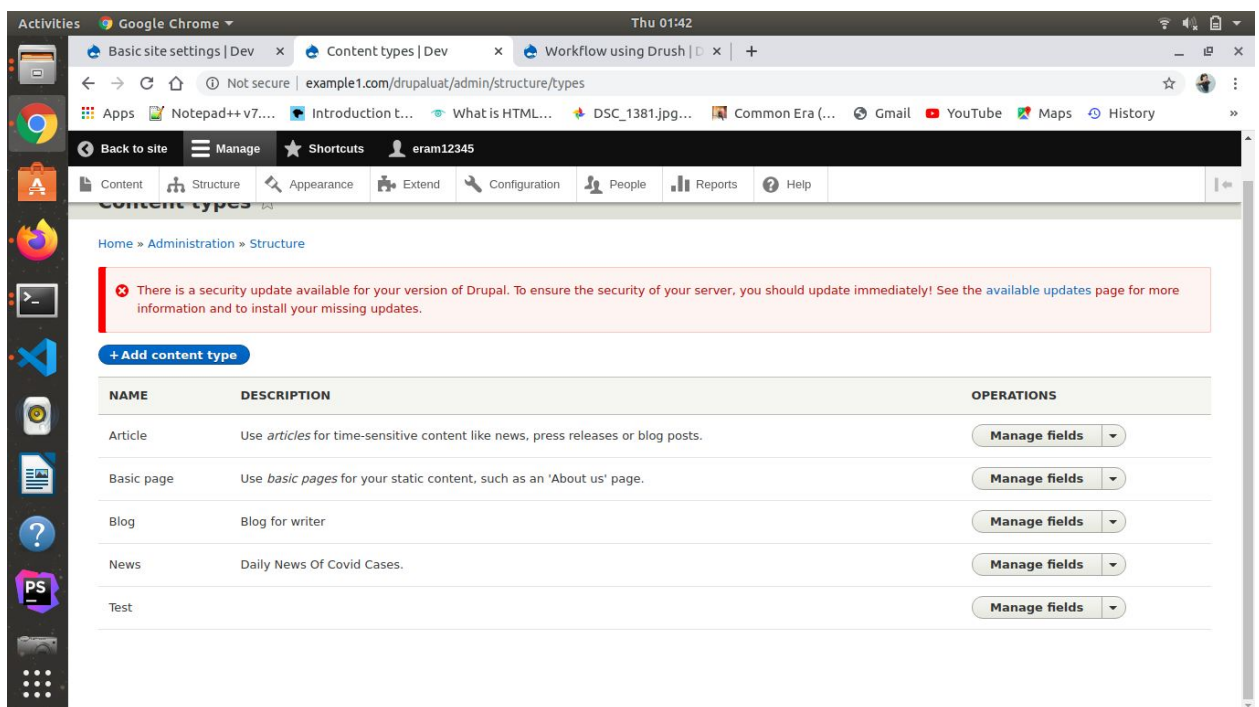 Activities Google Chrome Thu 01:42
Basic site settings | Dev Content types | Dev Workflow using Drush | D
Not secure | example1.com/drupaluat/admin/structure/types
Apps Notepad++ v7.... Introduction t... What is HTML... DSC_1381.jpg... Common Era (... Gmail YouTube Maps History »
Back to site Manage Shortcuts eram12345
Content Structure Appearance Extend Configuration People Reports Help
Content types
Home » Administration » Structure
There is a security update available for your version of Drupal. To ensure the security of your server, you should update immediately! See the available updates page for more
information and to install your missing updates.
+ Add content type
NAME DESCRIPTION OPERATIONS
Article Use articles for time-sensitive content like news, press releases or blog posts. Manage fields
Basic page Use basic pages for your static content, such as an 'About us' page. Manage fields
Blog Blog for writer Manage fields
News Daily News Of Covid Cases. Manage fields
PS
Test Manage fields